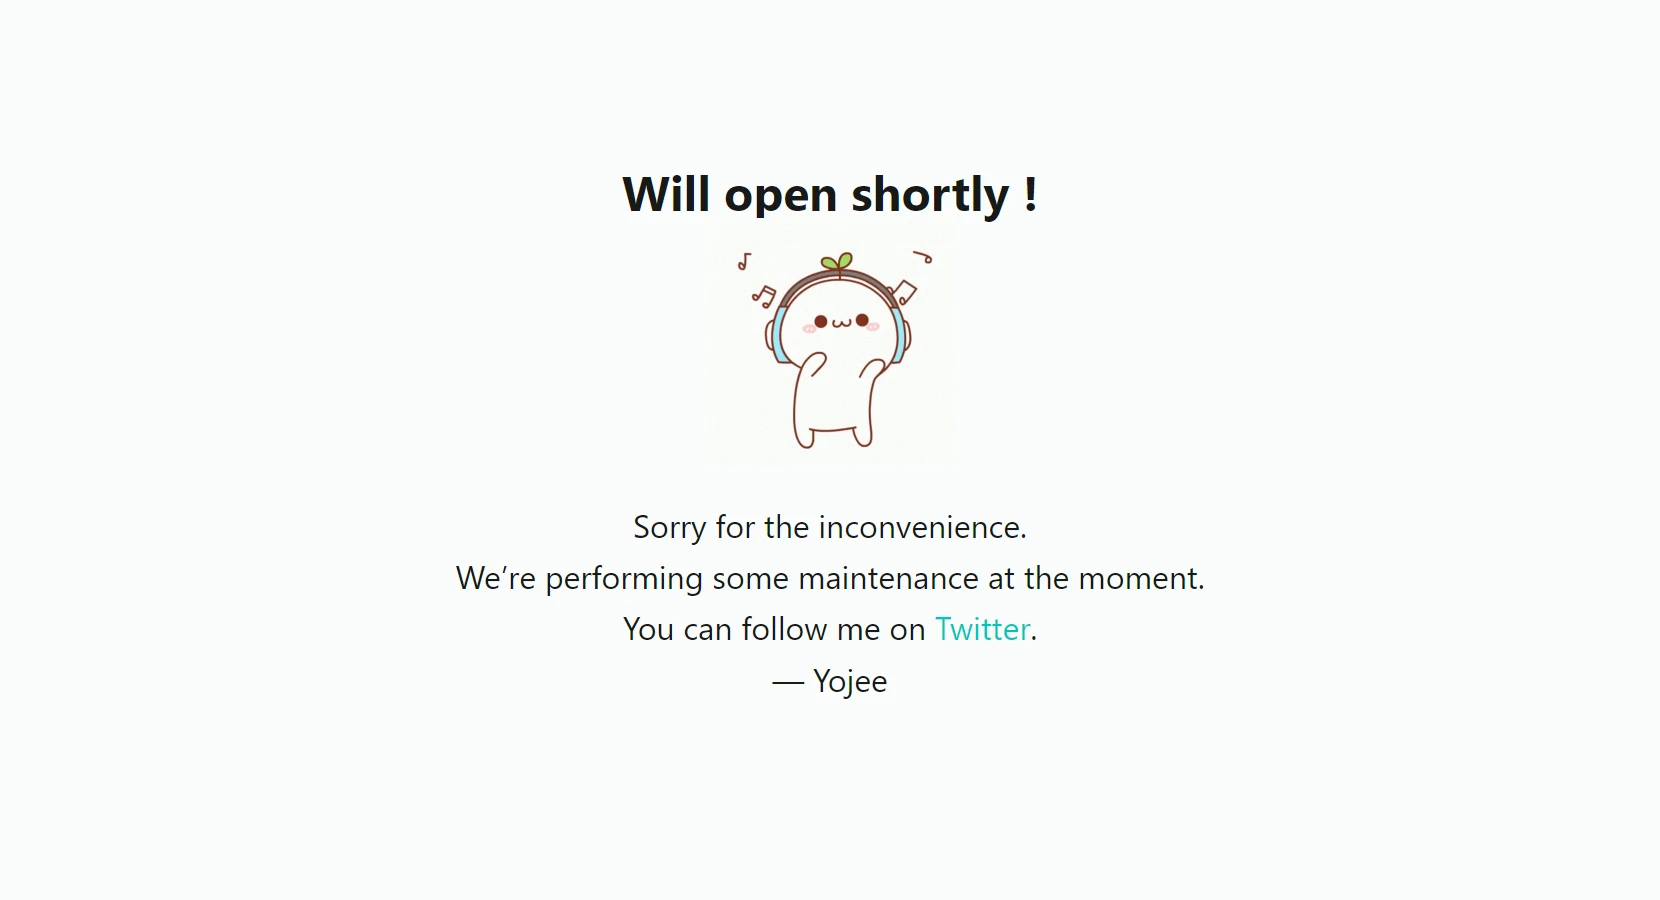 Will open shortly !
Sorry for the inconvenience.
We’re performing some maintenance at the moment.
You can follow me on Twitter.
— Yojee